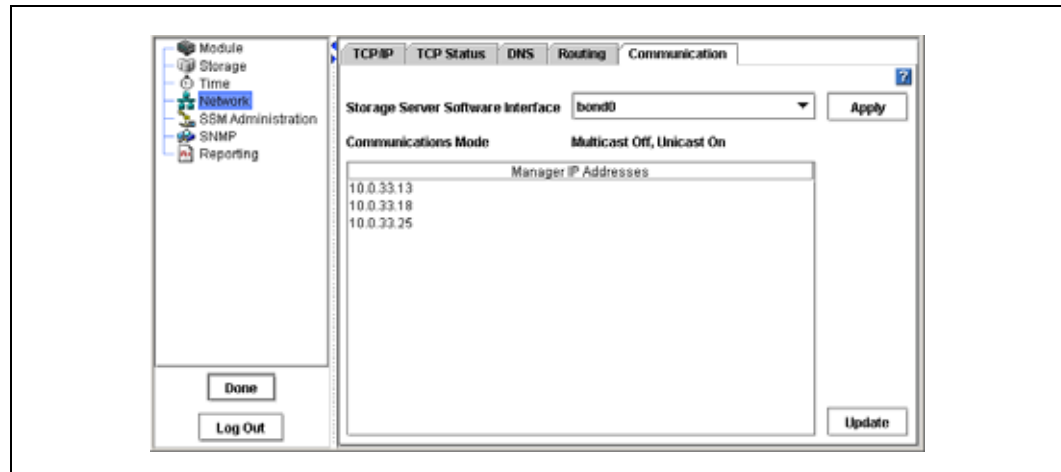 Module
Storage
Time
Network
SSM Administration
SNMP
Reporting
Done
Log Out
TCP/IP
TCP Status
DNS
Routing
Communication
?
Storage Server Software Interface
bond0
Apply
Communications Mode
Multicast Off, Unicast On
Manager IP Addresses
10.0.33.13
10.0.33.18
10.0.33.25
Update